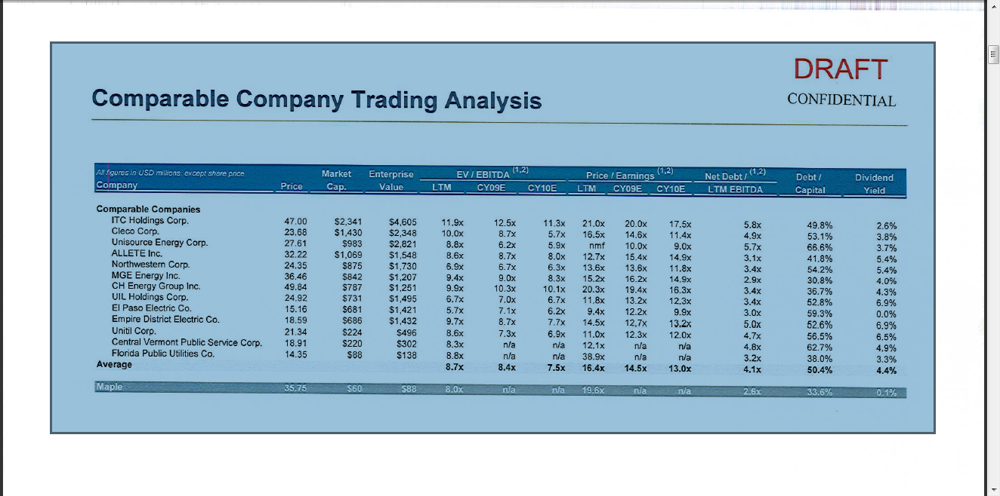 DRAFT
CONFIDENTIAL
Comparable Company Trading Analysis
All figures in USD millions, except share price Market Enterprise EV / EBITDA (1,2) Price / Earnings (1,2) Net Debt / (1,2) Debt / Dividend
Company Price Cap. Value LTM CY09E CY10E LTM CY09E CY10E LTM EBITDA Capital Yield
Comparable Companies
ITC Holdings Corp. 47.00 $2,341 $4,605 11.9x 12.5x 11.3x 21.0x 20.0x 17.5x 5.8x 49.8% 2.6%
Cleco Corp. 23.68 $1,430 $2,348 10.0x 8.7x 5.7x 16.5x 14.6x 11.4x 4.9x 53.1% 3.8%
Unisource Energy Corp. 27.61 $983 $2,821 8.8x 6.2x 5.9x nmf 10.0x 9.0x 5.7x 66.6% 3.7%
ALLETE Inc. 32.22 $1,069 $1,548 8.6x 8.7x 8.0x 12.7x 15.4x 14.9x 3.1x 41.8% 5.4%
Northwestern Corp. 24.35 $875 $1,730 6.9x 6.7x 6.3x 13.6x 13.6x 11.8x 3.4x 54.2% 5.4%
MGE Energy Inc. 36.46 $842 $1,207 9.4x 9.0x 8.3x 15.2x 16.2x 14.9x 2.9x 30.8% 4.0%
CH Energy Group Inc. 49.84 $787 $1,251 9.9x 10.3x 10.1x 20.3x 19.4x 16.3x 3.4x 36.7% 4.3%
UIL Holdings Corp. 24.92 $731 $1,495 6.7x 7.0x 6.7x 11.8x 13.2x 12.3x 3.4x 52.8% 6.9%
El Paso Electric Co. 15.16 $681 $1,421 5.7x 7.1x 6.2x 9.4x 12.2x 9.9x 3.0x 59.3% 0.0%
Empire District Electric Co. 18.59 $686 $1,432 9.7x 8.7x 7.7x 14.5x 12.7x 13.2x 5.0x 52.6% 6.9%
Unitil Corp. 21.34 $224 $496 8.6x 7.3x 6.9x 11.0x 12.3x 12.0x 4.7x 56.5% 6.5%
Central Vermont Public Service Corp. 18.91 $220 $302 8.3x n/a n/a 12.1x n/a n/a 4.8x 62.7% 4.9%
Florida Public Utilities Co. 14.35 $88 $138 8.8x n/a n/a 38.9x n/a n/a 3.2x 38.0% 3.3%
Average 8.7x 8.4x 7.5x 16.4x 14.5x 13.0x 4.1x 50.4% 4.4%
Maple 35.75 $60 $88 8.0x n/a n/a 19.6x n/a n/a 2.6x 33.6% 0.1%